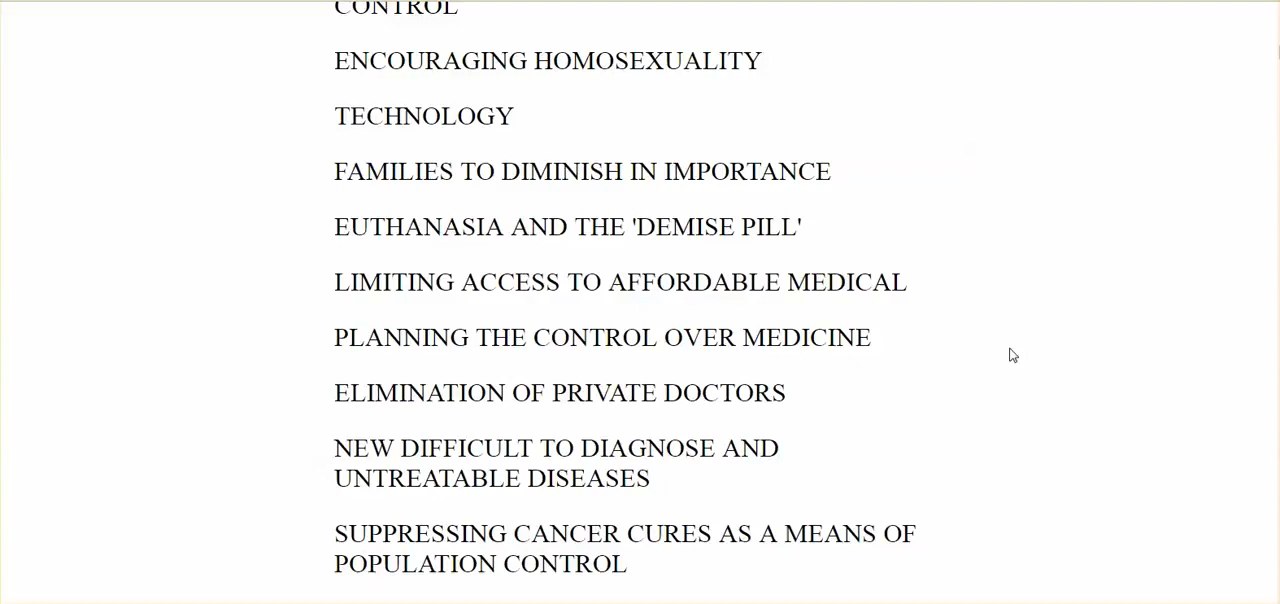 CONTROL
ENCOURAGING HOMOSEXUALITY
TECHNOLOGY
FAMILIES TO DIMINISH IN IMPORTANCE
EUTHANASIA AND THE 'DEMISE PILL'
LIMITING ACCESS TO AFFORDABLE MEDICAL
PLANNING THE CONTROL OVER MEDICINE
ELIMINATION OF PRIVATE DOCTORS
NEW DIFFICULT TO DIAGNOSE AND
UNTREATABLE DISEASES
SUPPRESSING CANCER CURES AS A MEANS OF
POPULATION CONTROL